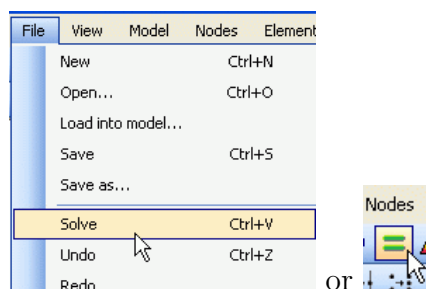 File View Model Nodes Element
New Ctrl+N
Open... Ctrl+O
Load into model...
Save Ctrl+S
Save as...
Solve Ctrl+V
Undo Ctrl+Z
Redo
or
Nodes